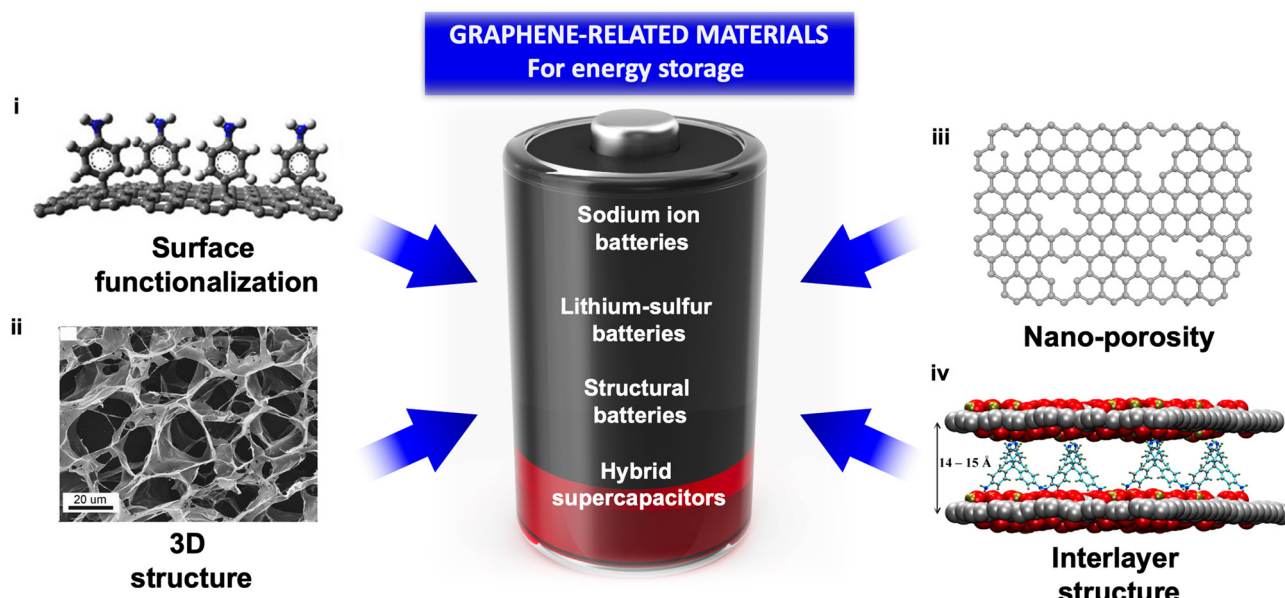 GRAPHENE-RELATED MATERIALS
For energy storage
i
Surface
functionalization
ii
20 um
3D
structure
Sodium ion
batteries
Lithium-sulfur
batteries
Structural
batteries
Hybrid
supercapacitors
iii
Nano-porosity
iv
14 – 15 Å
Interlayer
structure